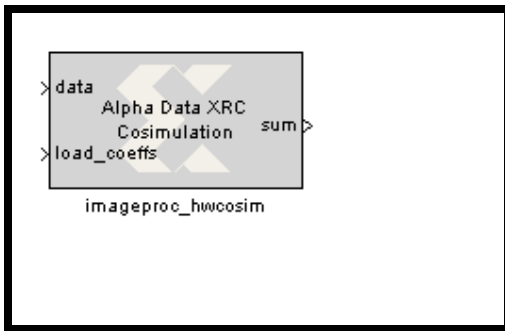 data
Alpha Data XRC
Cosimulation
sum
load_coeffs
imageproc_hwcosim